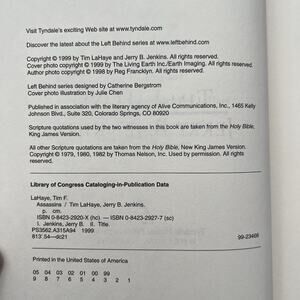 Visit Tyndale's exciting Web site at www.tyndale.com
Discover the latest about the Left Behind series at www.leftbehind.com
Copyright © 1999 by Tim LaHaye and Jerry B. Jenkins. All rights reserved.
Cover photo copyright © 1999 by The Living Earth Inc./Earth Imaging. All rights reserved.
Author photo copyright © 1998 by Reg Francklyn. All rights reserved.
Left Behind series designed by Catherine Bergstrom
Cover photo illustration by Julie Chen
Published in association with the literary agency of Alive Communications, Inc., 1465 Kelly
Johnson Blvd., Suite 320, Colorado Springs, CO 80920
Scripture quotations used by the two witnesses in this book are taken from the Holy Bible,
King James Version.
All other Scripture quotations are taken from the Holy Bible, New King James Version.
Copyright © 1979, 1980, 1982 by Thomas Nelson, Inc. Used by permission. All rights
reserved.
Library of Congress Cataloging-in-Publication Data
LaHaye, Tim F.
Assassins / Tim LaHaye, Jerry B. Jenkins.
p. cm.
ISBN 0-8423-2920-X (hc). — ISBN 0-8423-2927-7 (sc)
I. Jenkins, Jerry B. II. Title.
PS3562.A315A94 1999
813'.54—dc21 99-23466
Printed in the United States of America
05 04 03 02 01 00 99
9 8 7 6 5 4 3 2 1